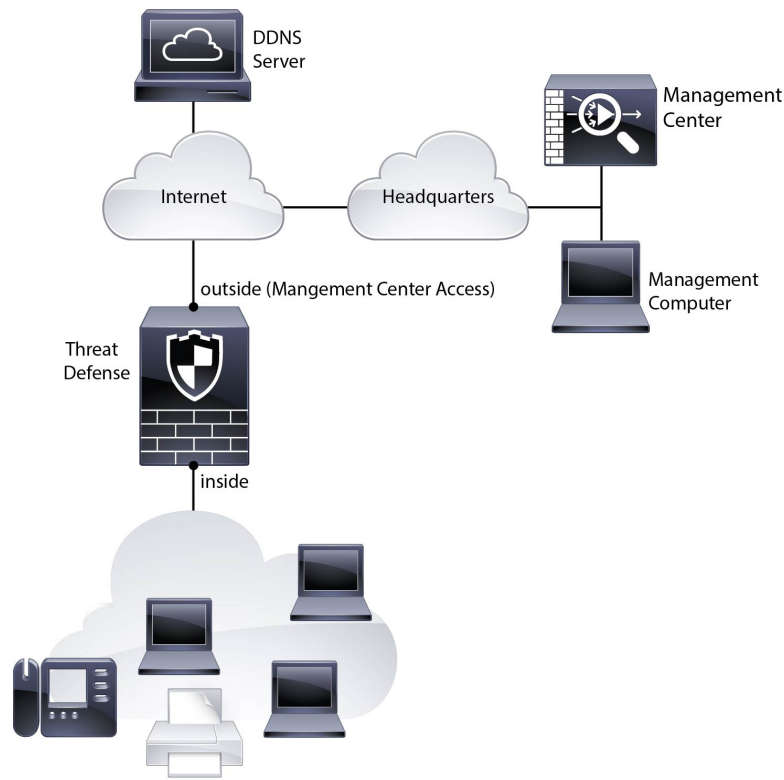 DDNS
Server
Management
Center
Internet
Headquarters
Management
Computer
outside (Mangement Center Access)
Threat
Defense
inside